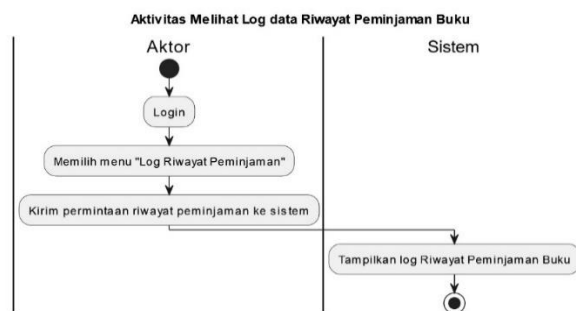 Aktivitas Melihat Log data Riwayat Peminjaman Buku
Aktor
Sistem
Login
Memilih menu "Log Riwayat Peminjaman"
Kirim permintaan riwayat peminjaman ke sistem
Tampilkan log Riwayat Peminjaman Buku